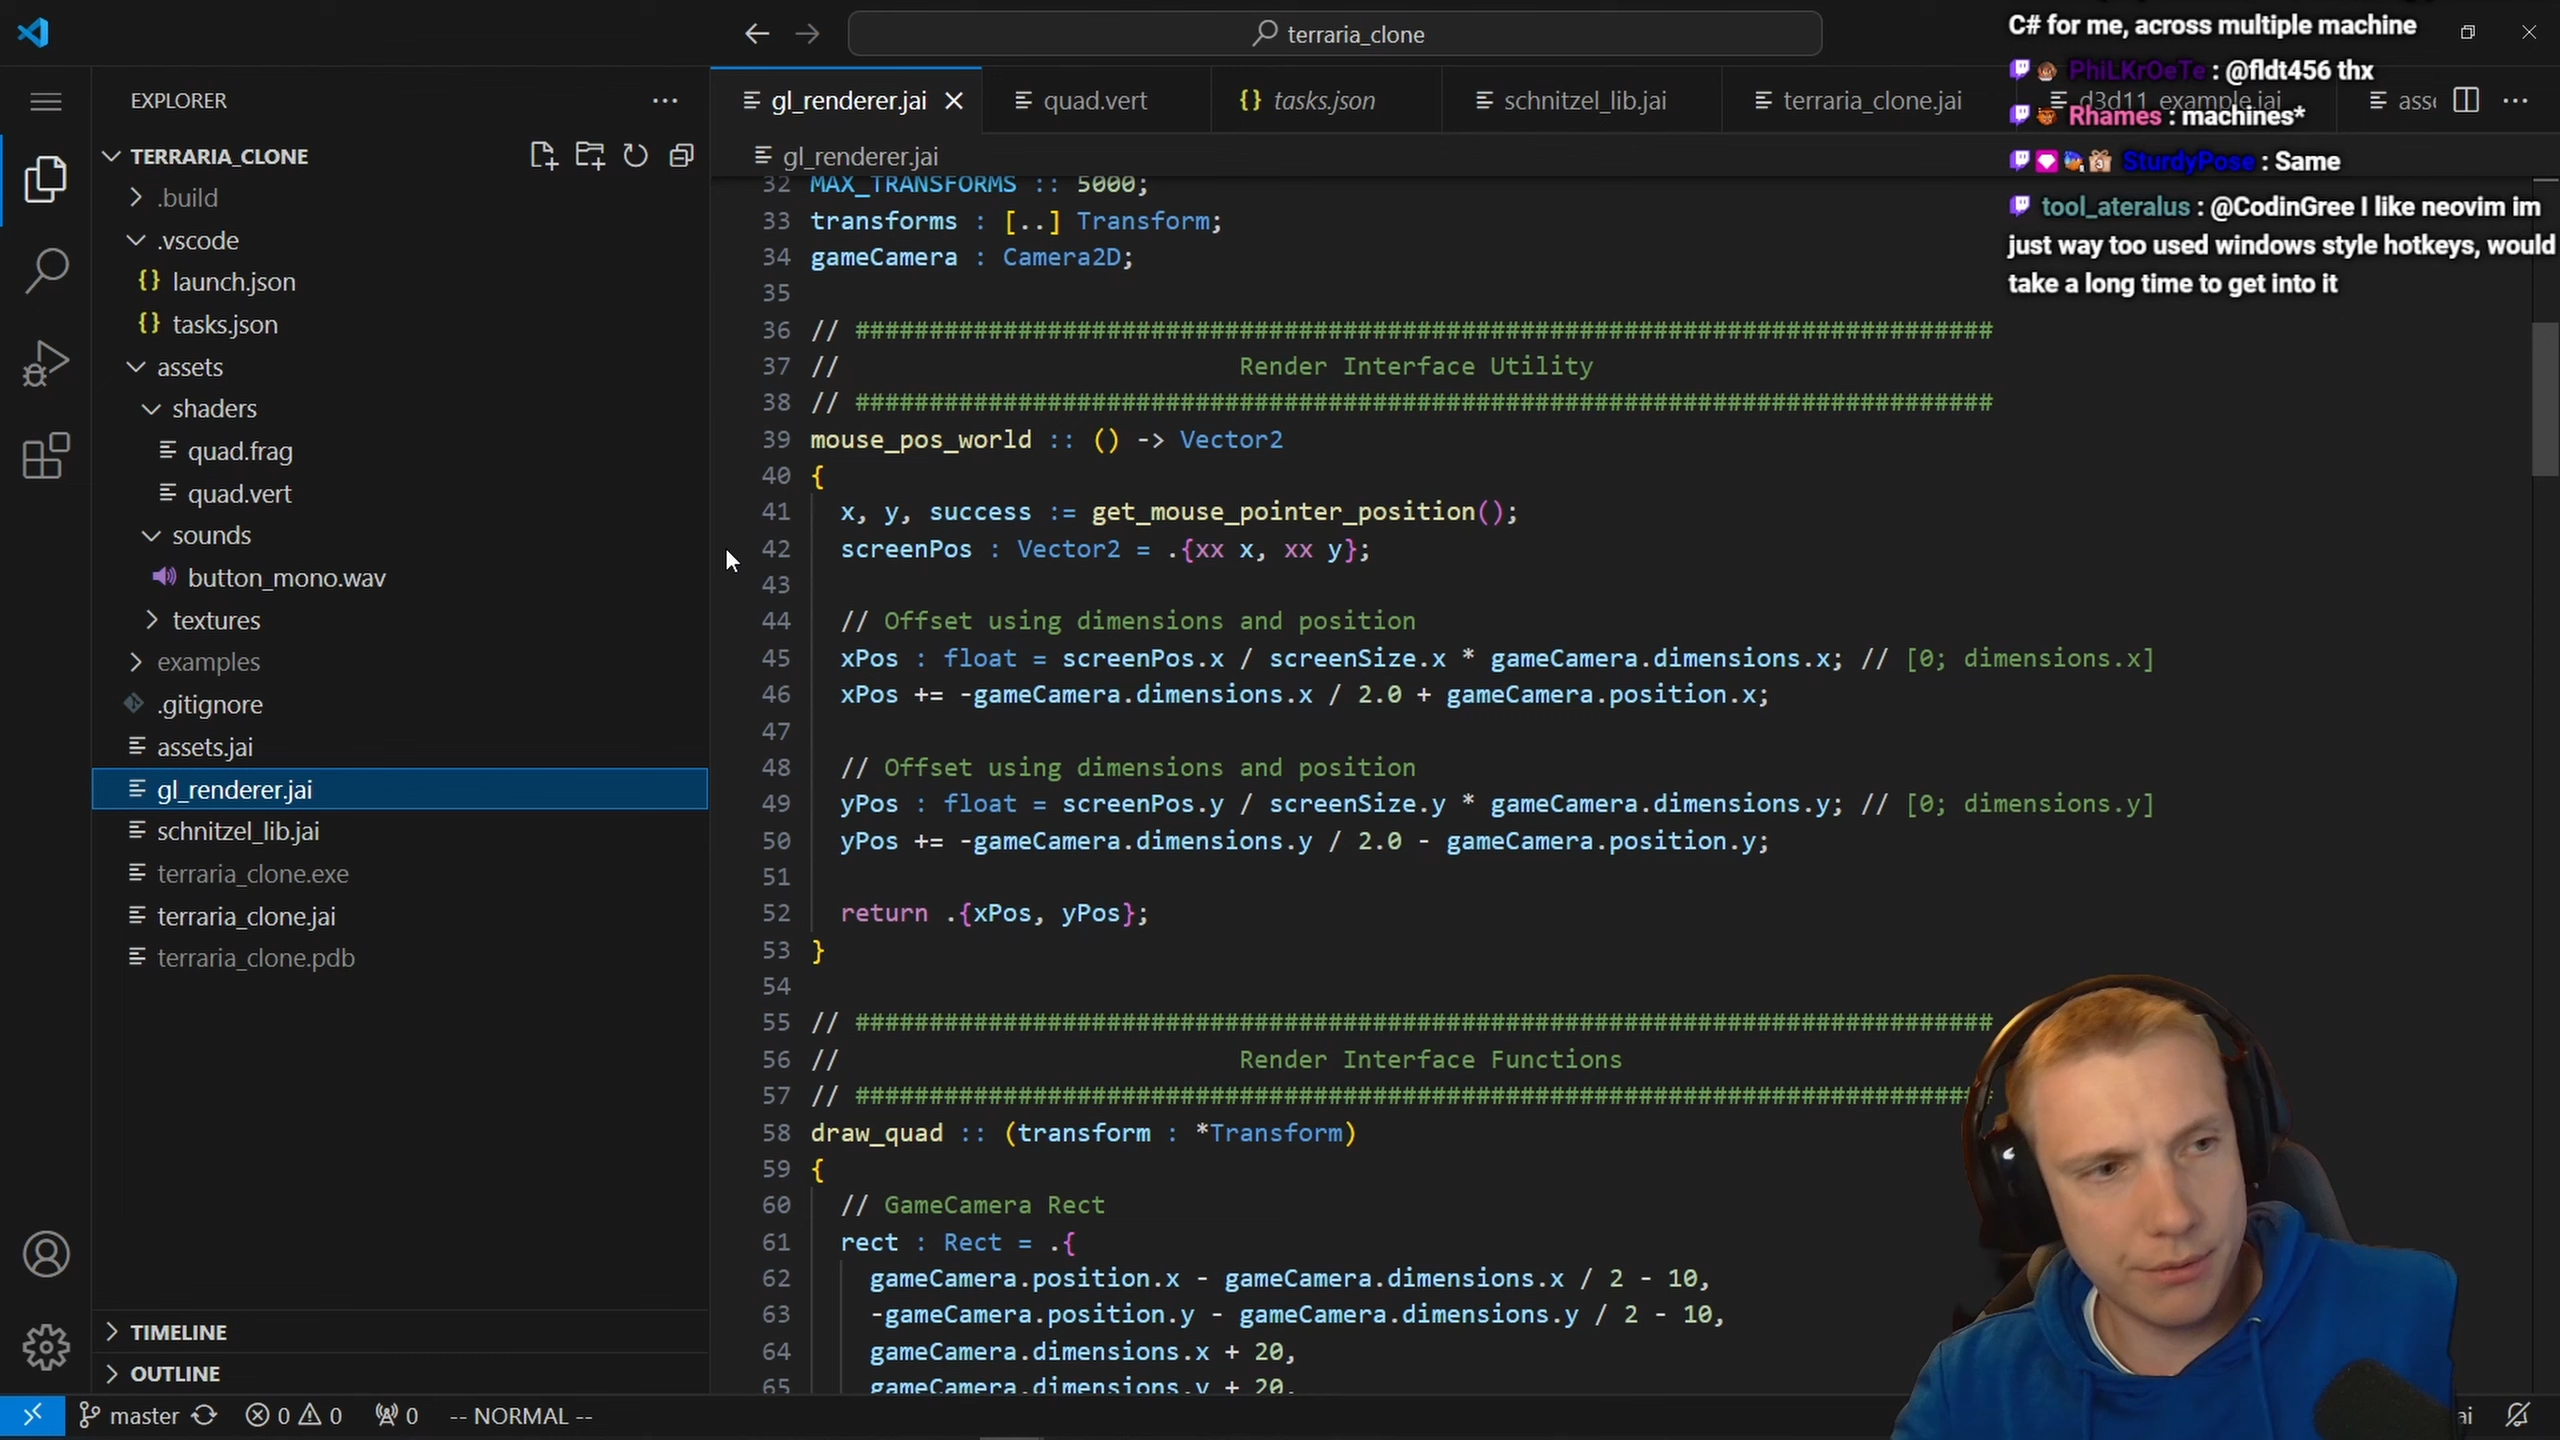 terraria_clone
C# for me, across multiple machine
PhiLKrOeTe : @fldt456 thx
Rhames : machines*
SturdyPose : Same
tool_ateralus : @CodinGree I like neovim im
just way too used windows style hotkeys, would
take a long time to get into it
EXPLORER
TERRARIA_CLONE
.build
.vscode
launch.json
tasks.json
assets
shaders
quad.frag
quad.vert
sounds
button_mono.wav
textures
examples
.gitignore
assets.jai
gl_renderer.jai
schnitzel_lib.jai
terraria_clone.exe
terraria_clone.jai
terraria_clone.pdb
TIMELINE
OUTLINE
gl_renderer.jai quad.vert tasks.json schnitzel_lib.jai terraria_clone.jai d3d11_example.jai
gl_renderer.jai
32 MAX_TRANSFORMS :: 5000;
33 transforms : [..] Transform;
34 gameCamera : Camera2D;
35
36 // #############################################################################
37 // Render Interface Utility
38 // #############################################################################
39 mouse_pos_world :: () -> Vector2
40 {
41 x, y, success := get_mouse_pointer_position();
42 screenPos : Vector2 = .{xx x, xx y};
43
44 // Offset using dimensions and position
45 xPos : float = screenPos.x / screenSize.x * gameCamera.dimensions.x; // [0; dimensions.x]
46 xPos += -gameCamera.dimensions.x / 2.0 + gameCamera.position.x;
47
48 // Offset using dimensions and position
49 yPos : float = screenPos.y / screenSize.y * gameCamera.dimensions.y; // [0; dimensions.y]
50 yPos += -gameCamera.dimensions.y / 2.0 - gameCamera.position.y;
51
52 return .{xPos, yPos};
53 }
54
55 // #############################################################################
56 // Render Interface Functions
57 // #############################################################################
58 draw_quad :: (transform : *Transform)
59 {
60 // GameCamera Rect
61 rect : Rect = .{
62 gameCamera.position.x - gameCamera.dimensions.x / 2 - 10,
63 -gameCamera.position.y - gameCamera.dimensions.y / 2 - 10,
64 gameCamera.dimensions.x + 20,
65 gameCamera.dimensions.y + 20,
master 0 0 0 -- NORMAL --